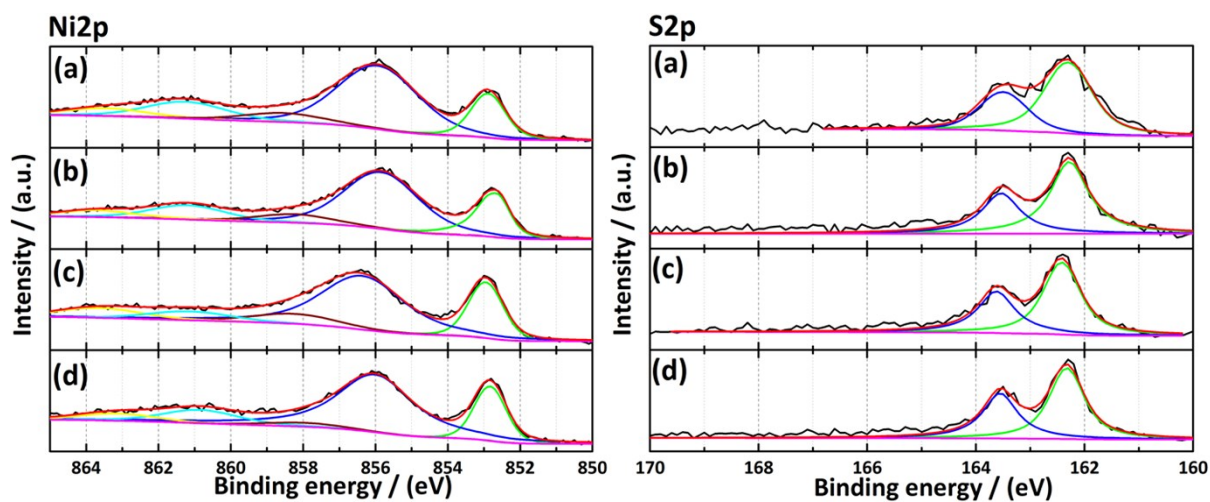 Ni2p
(a)
(b)
(c)
(d)
Intensity / (a.u.)
864 862 860 858 856 854 852 850
Binding energy / (eV)
S2p
(a)
(b)
(c)
(d)
Intensity / (a.u.)
170 168 166 164 162 160
Binding energy / (eV)